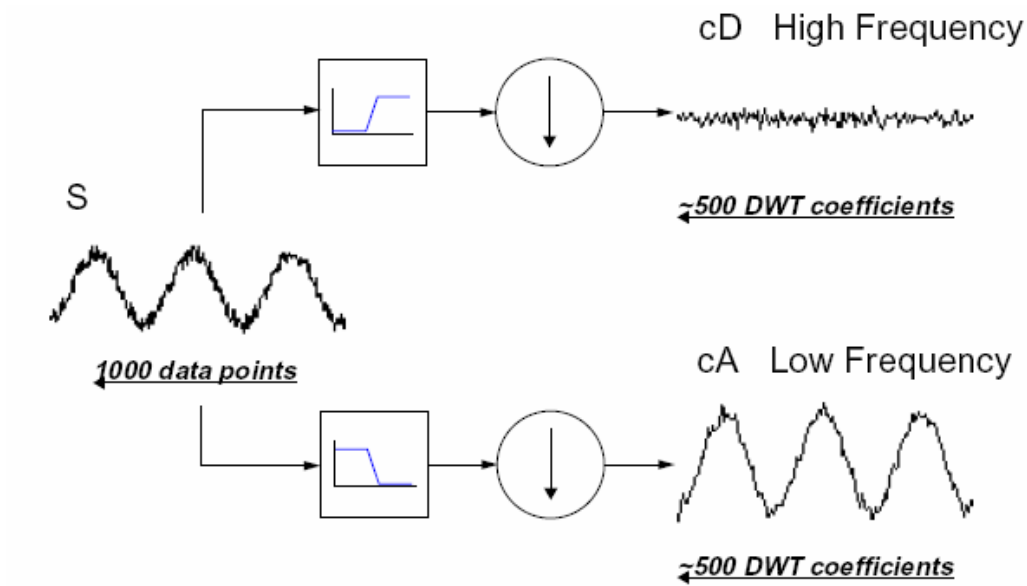 cD High Frequency
~500 DWT coefficients
S
1000 data points
cA Low Frequency
~500 DWT coefficients